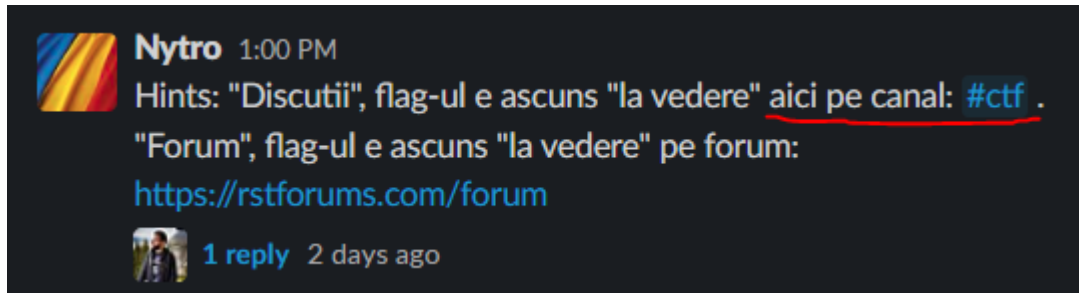 Nytro 1:00 PM
Hints: "Discutii", flag-ul e ascuns "la vedere" aici pe canal: #ctf .
"Forum", flag-ul e ascuns "la vedere" pe forum:
https://rstforums.com/forum
1 reply 2 days ago